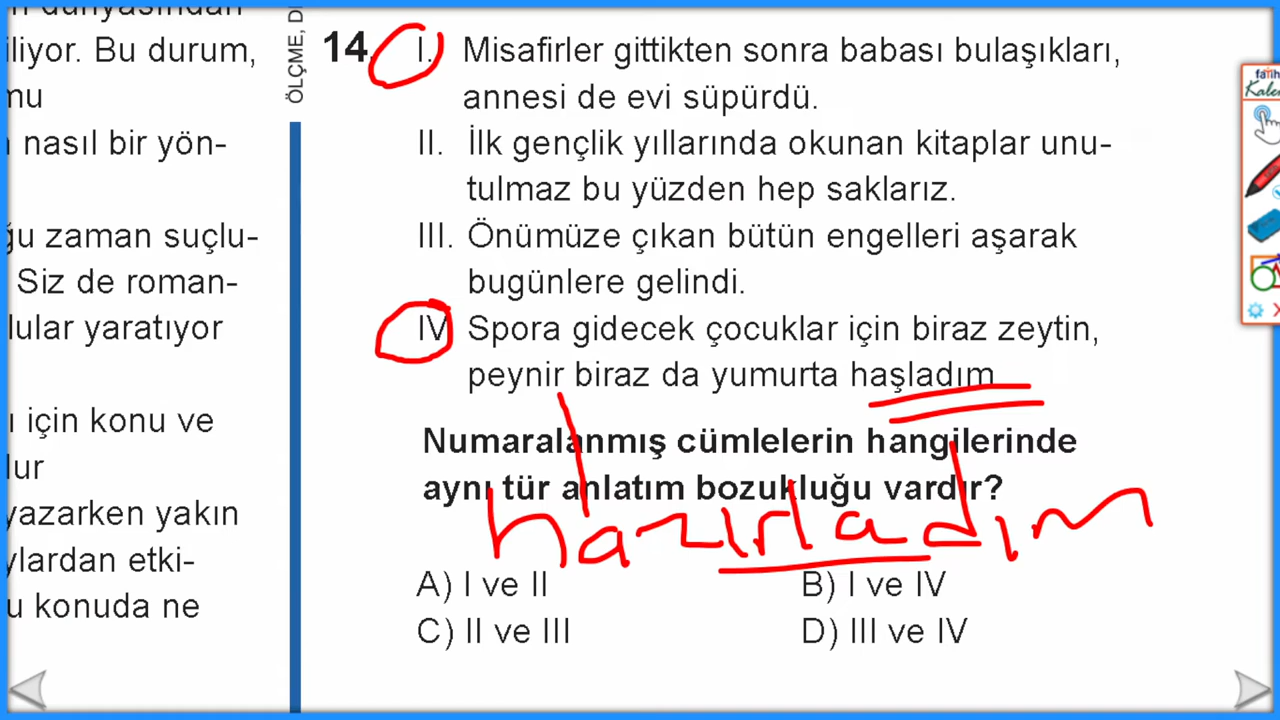 n dünyasından
iliyor. Bu durum,
mu
nasıl bir yön-
ğu zaman suçlu-
Siz de roman-
lular yaratıyor
ı için konu ve
lur
yazarken yakın
ylardan etki-
u konuda ne
ÖLÇME, D
14. I. Misafirler gittikten sonra babası bulaşıkları,
annesi de evi süpürdü.
II. İlk gençlik yıllarında okunan kitaplar unu-
tulmaz bu yüzden hep saklarız.
III. Önümüze çıkan bütün engelleri aşarak
bugünlere gelindi.
IV Spora gidecek çocuklar için biraz zeytin,
peynir biraz da yumurta haşladım
Numaralanmış cümlelerin hangilerinde
aynı tür anlatım bozukluğu vardır?
hazırladım
A) I ve II
B) I ve IV
C) II ve III
D) III ve IV
fatih
Kalem